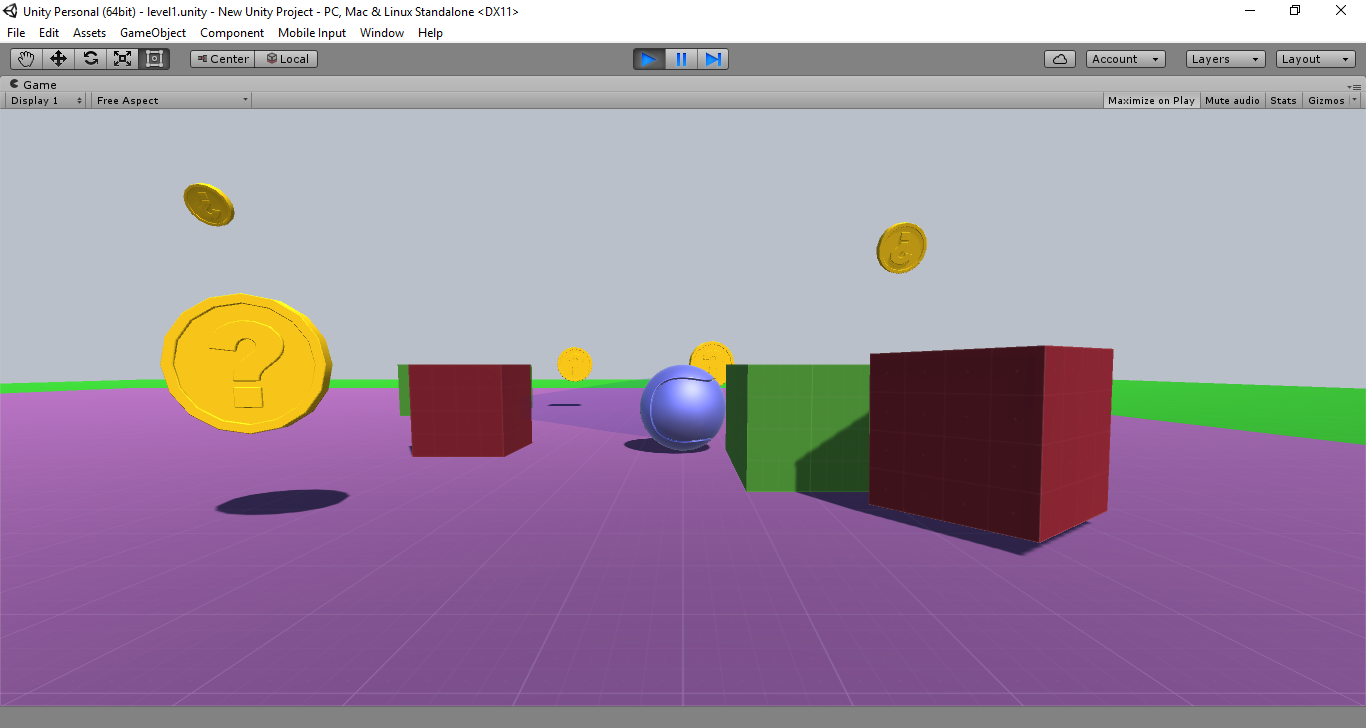 Unity Personal (64bit) - level1.unity - New Unity Project - PC, Mac & Linux Standalone <DX11>
File Edit Assets GameObject Component Mobile Input Window Help
Center Local Account Layers Layout
Game
Display 1 Free Aspect Maximize on Play Mute audio Stats Gizmos
?
?
?
?
?